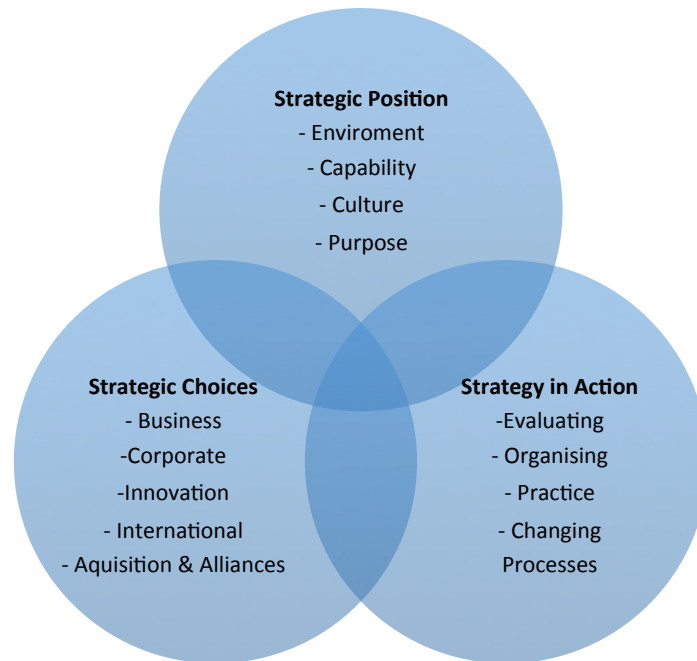 Strategic Position
- Enviroment
- Capability
- Culture
- Purpose
Strategic Choices
- Business
-Corporate
-Innovation
- International
- Aquisition & Alliances
Strategy in Action
-Evaluating
- Organising
- Practice
- Changing
Processes